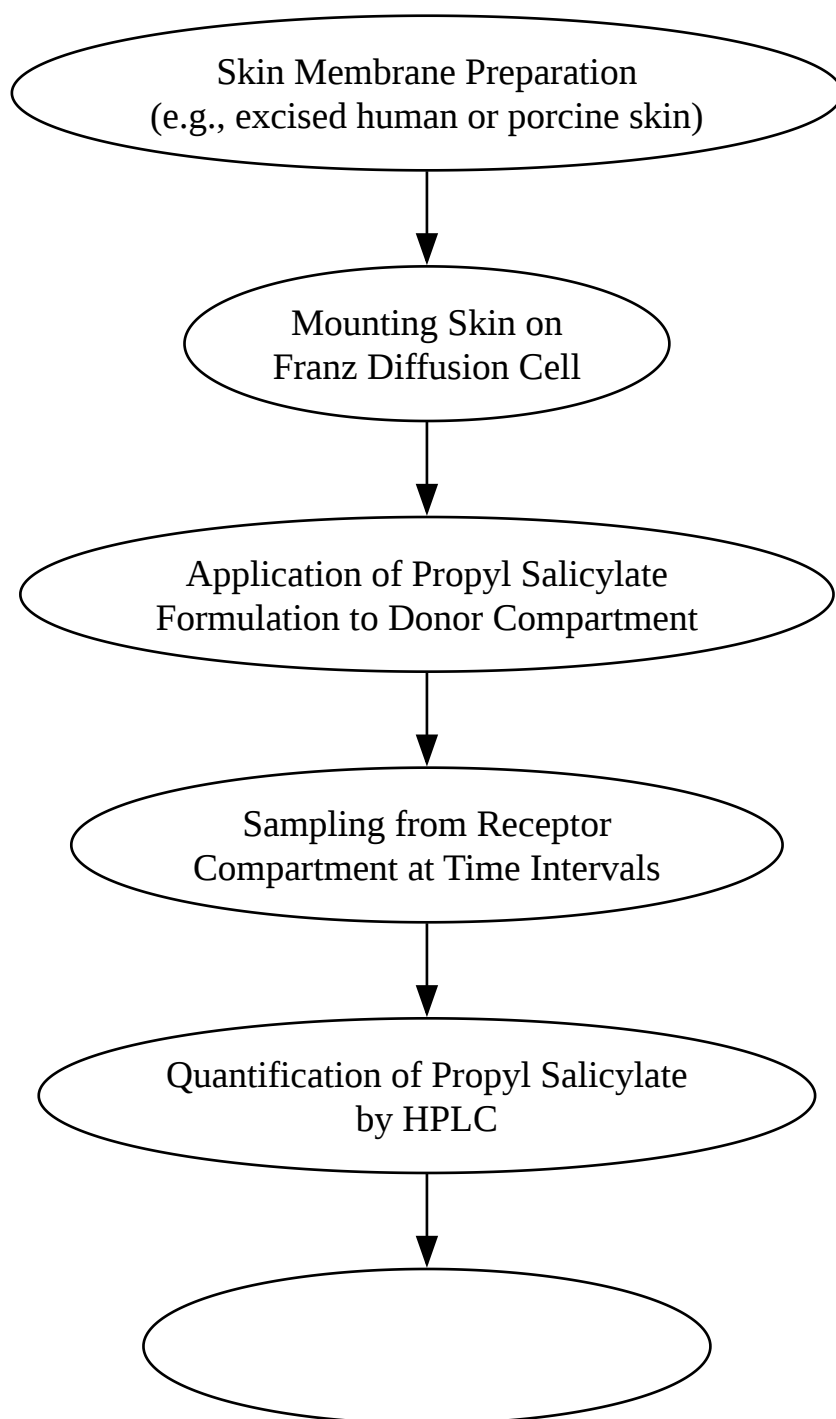 Skin Membrane Preparation
(e.g., excised human or porcine skin)
Mounting Skin on
Franz Diffusion Cell
Application of Propyl Salicylate
Formulation to Donor Compartment
Sampling from Receptor
Compartment at Time Intervals
Quantification of Propyl Salicylate
by HPLC